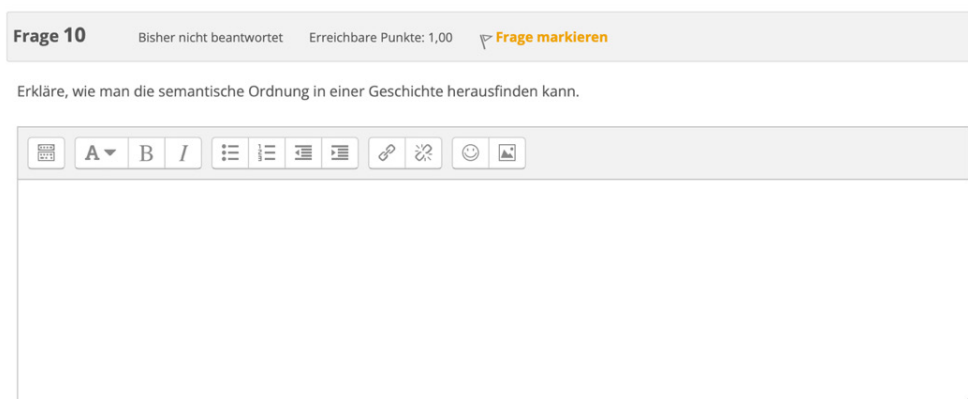 Frage 10 Bisher nicht beantwortet Erreichbare Punkte: 1,00 Frage markieren
Erkläre, wie man die semantische Ordnung in einer Geschichte herausfinden kann.
A B I